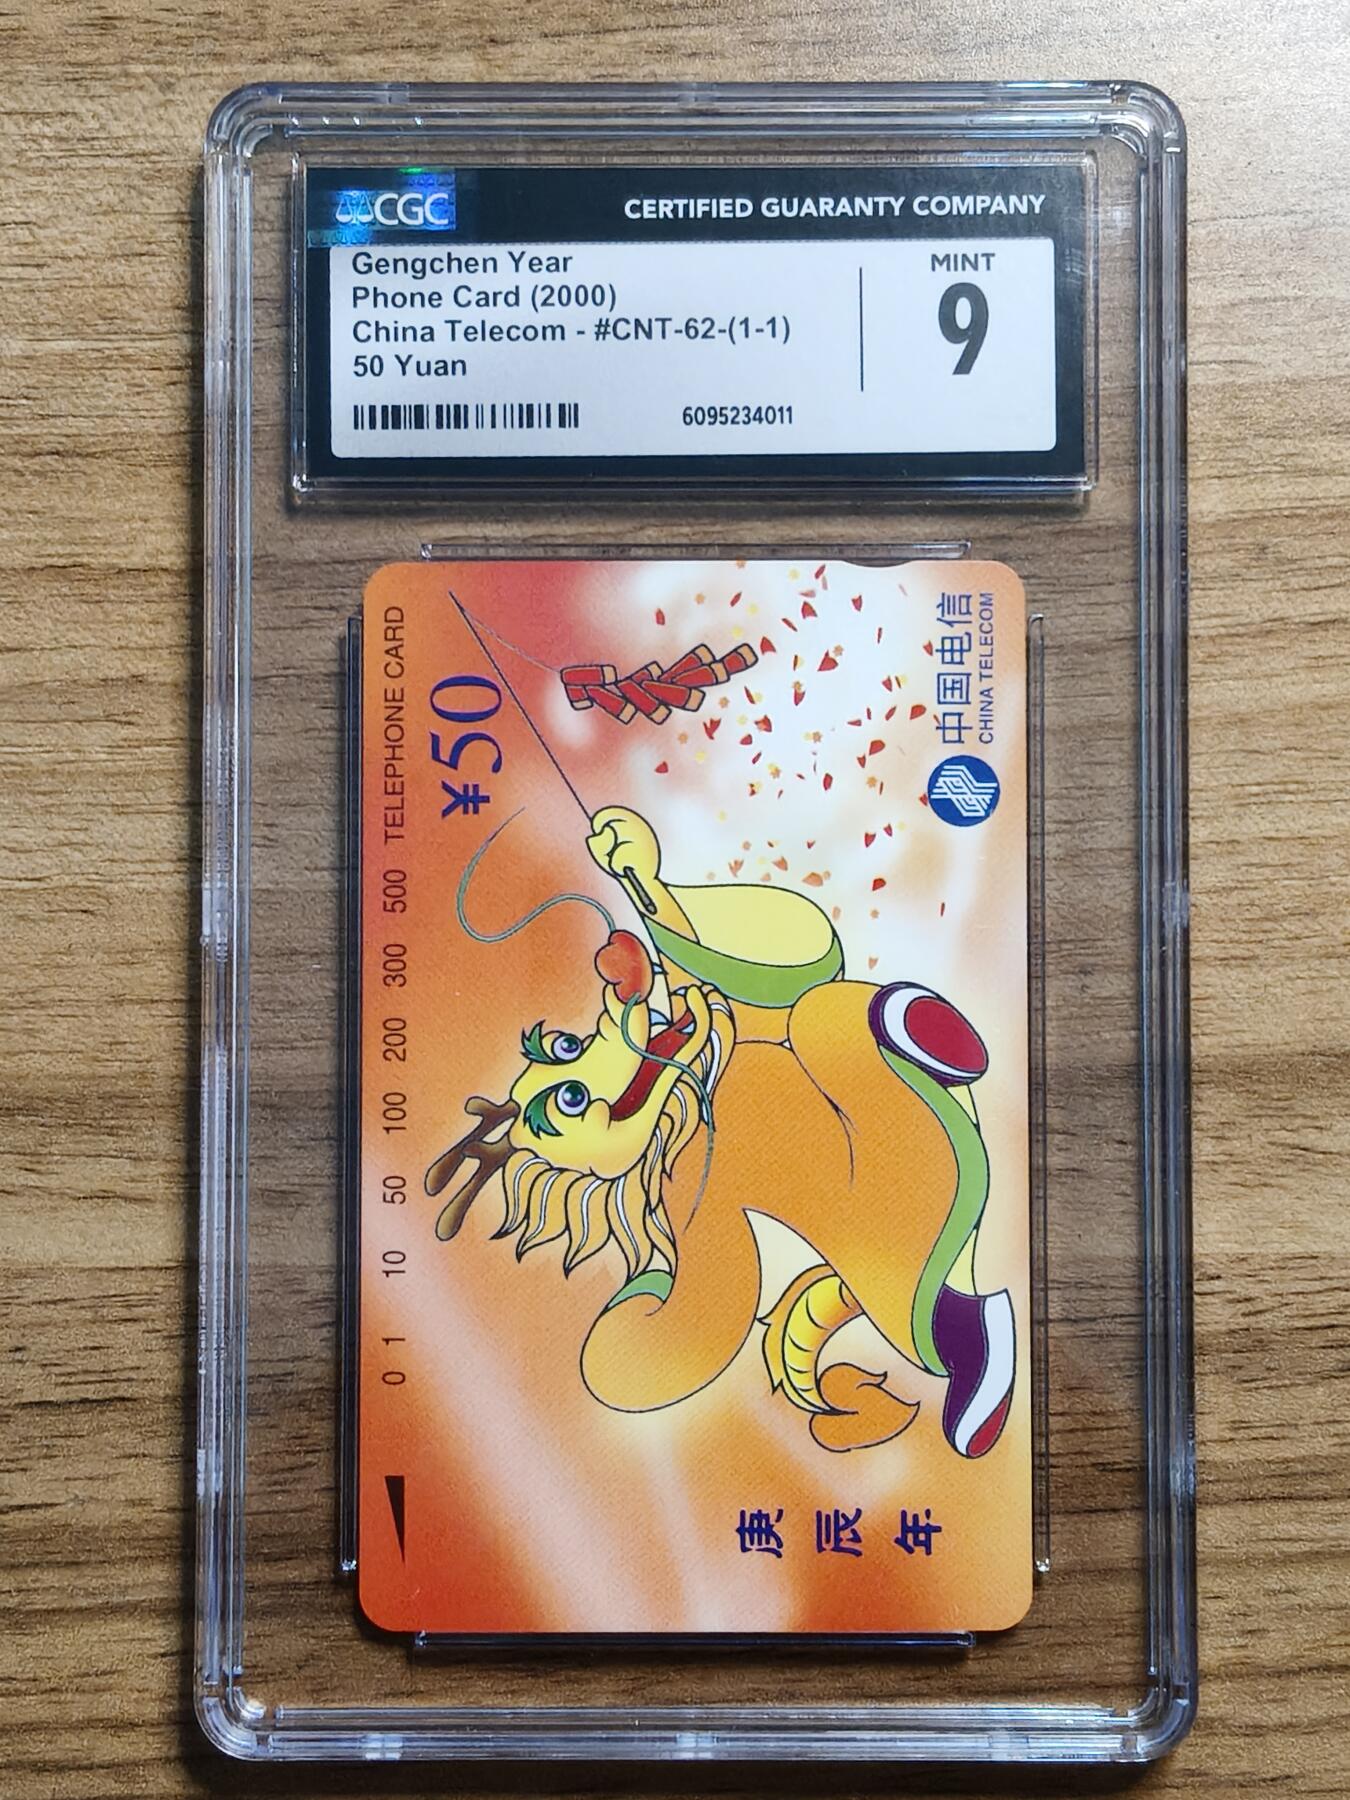 CGC
CERTIFIED GUARANTY COMPANY
Gengchen Year
Phone Card (2000)
China Telecom - #CNT-62-(1-1)
50 Yuan
MINT
9
6095234011
0 1 10 50 100 200 300 500 TELEPHONE CARD
¥50
中国电信
CHINA TELECOM
庚辰年